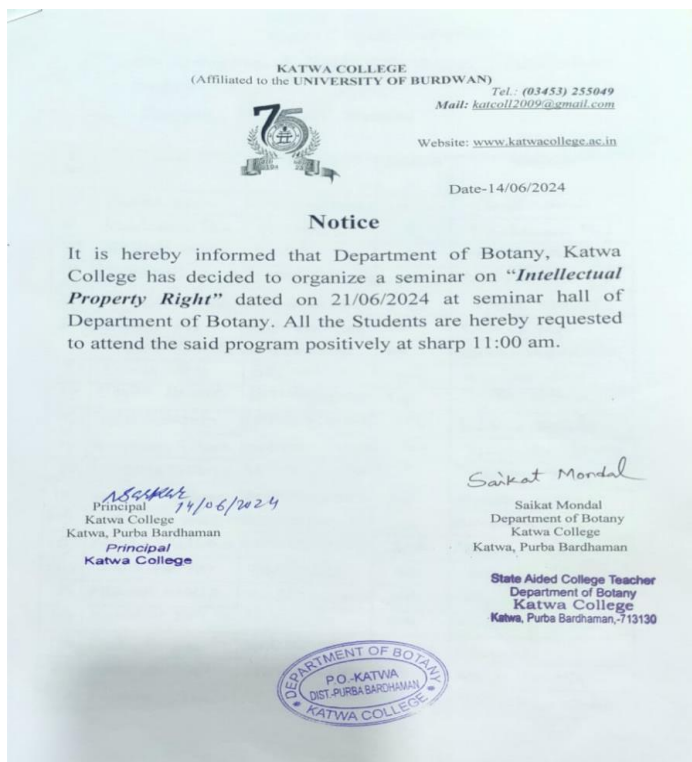 KATWA COLLEGE
(Affiliated to the UNIVERSITY OF BURDWAN)
Tel.: (03453) 255049
Mail: katcoll2009@gmail.com
75
Website: www.katwacollege.ac.in
Date-14/06/2024
Notice
It is hereby informed that Department of Botany, Katwa
College has decided to organize a seminar on “Intellectual
Property Right” dated on 21/06/2024 at seminar hall of
Department of Botany. All the Students are hereby requested
to attend the said program positively at sharp 11:00 am.
14/06/2024
Principal
Katwa College
Katwa, Purba Bardhaman
Principal
Katwa College
Saikat Mondal
Saikat Mondal
Department of Botany
Katwa College
Katwa, Purba Bardhaman
State Aided College Teacher
Department of Botany
Katwa College
Katwa, Purba Bardhaman,-713130
DEPARTMENT OF BOTANY
P.O.-KATWA
DIST.-PURBA BARDHAMAN
KATWA COLLEGE